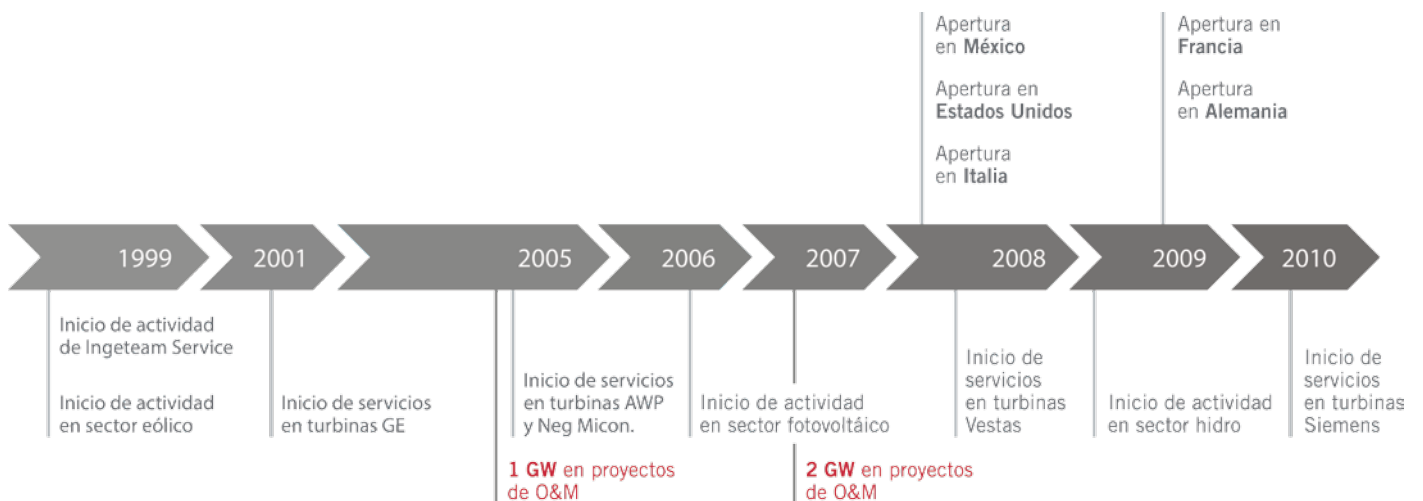 Apertura
en México
Apertura en
Estados Unidos
Apertura
en Italia
Apertura en
Francia
Apertura
en Alemania
1999
2001
2005
2006
2007
2008
2009
2010
Inicio de actividad
de Ingeteam Service
Inicio de actividad
en sector eólico
Inicio de servicios
en turbinas GE
Inicio de servicios
en turbinas AWP
y Neg Micon.
1 GW en proyectos
de O&M
Inicio de actividad
en sector fotovoltáico
2 GW en proyectos
de O&M
Inicio de
servicios
en turbinas
Vestas
Inicio de actividad
en sector hidro
Inicio de
servicios
en turbinas
Siemens